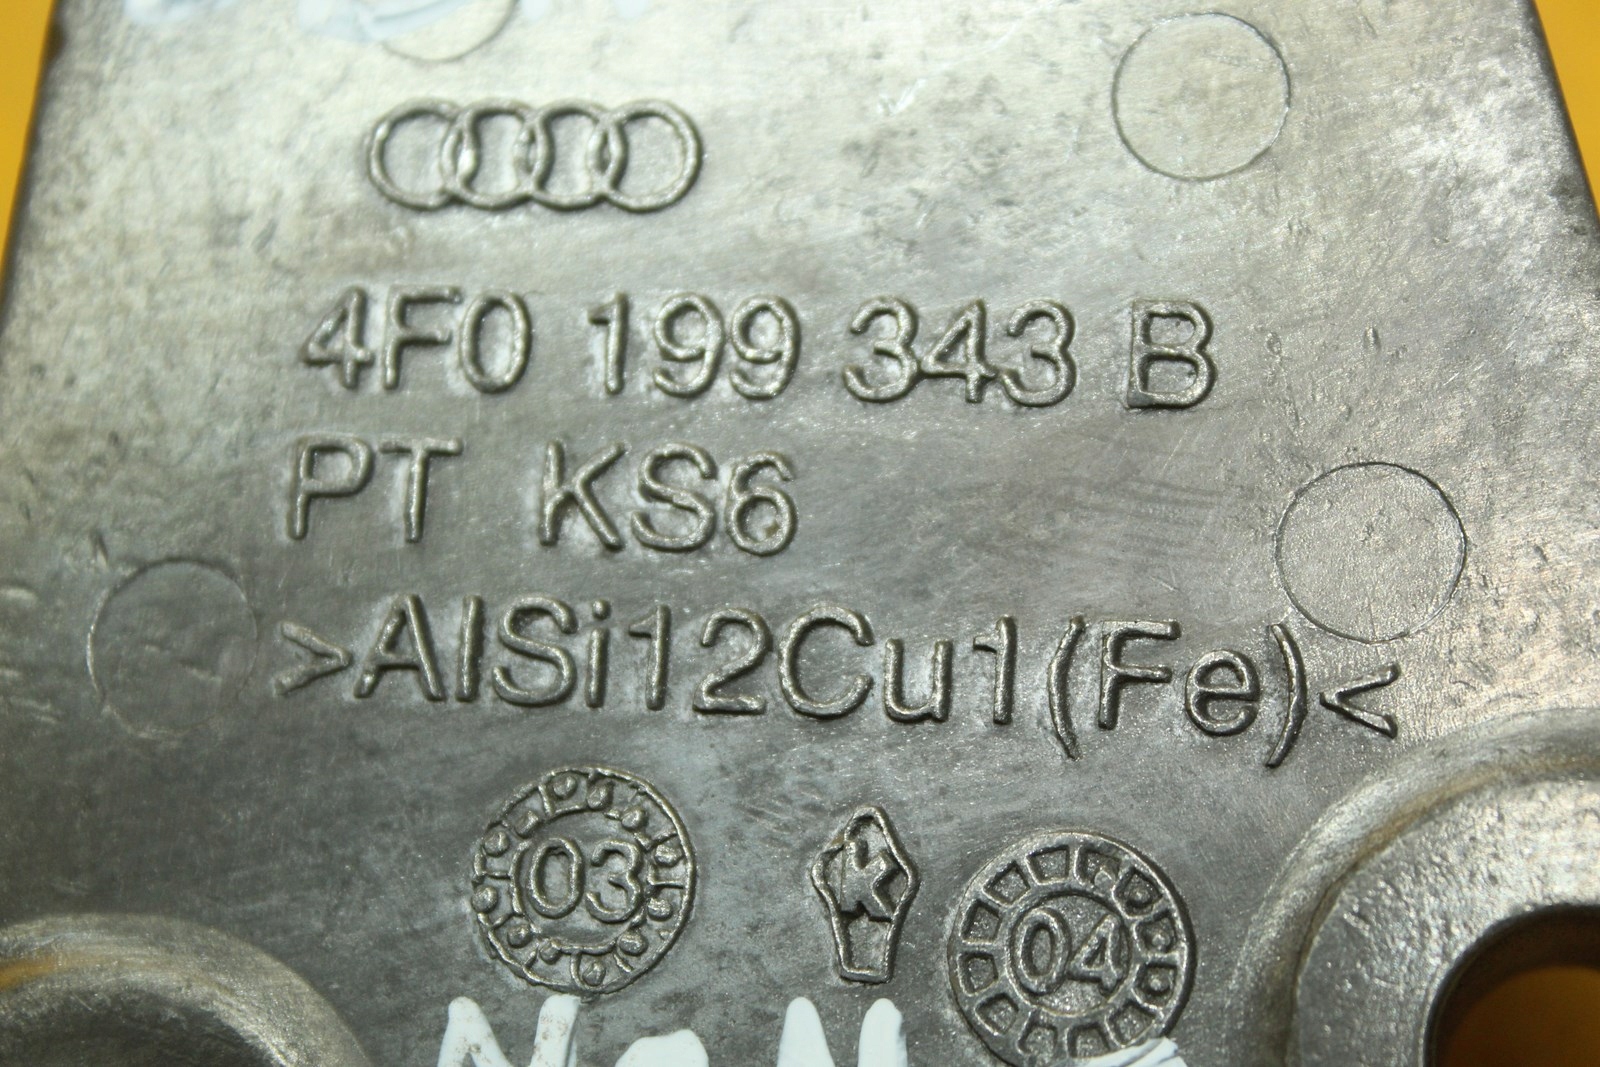 4F0 199 343 B
PT KS6
>AlSi12Cu1(Fe)<
03 K 04